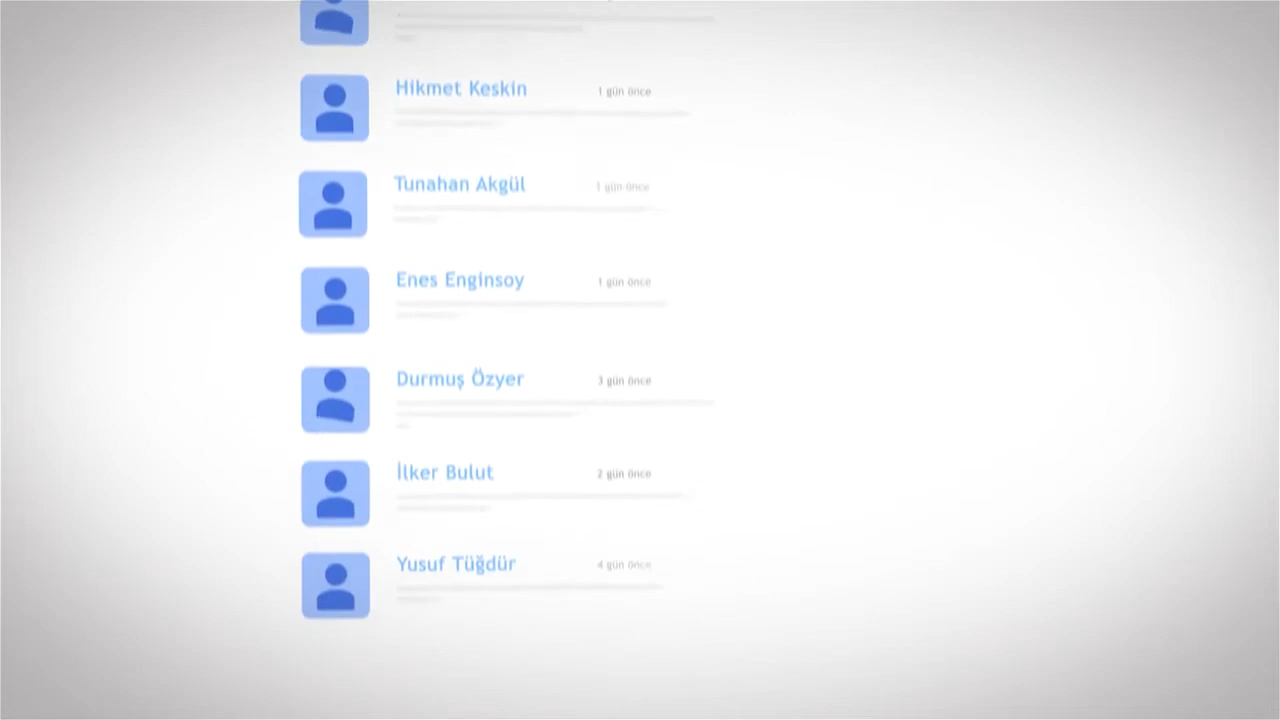 Hikmet Keskin 1 gün önce
Tunahan Akgül 1 gün önce
Enes Enginsoy 1 gün önce
Durmuş Özyer 3 gün önce
İlker Bulut 2 gün önce
Yusuf Tüğdür 4 gün önce